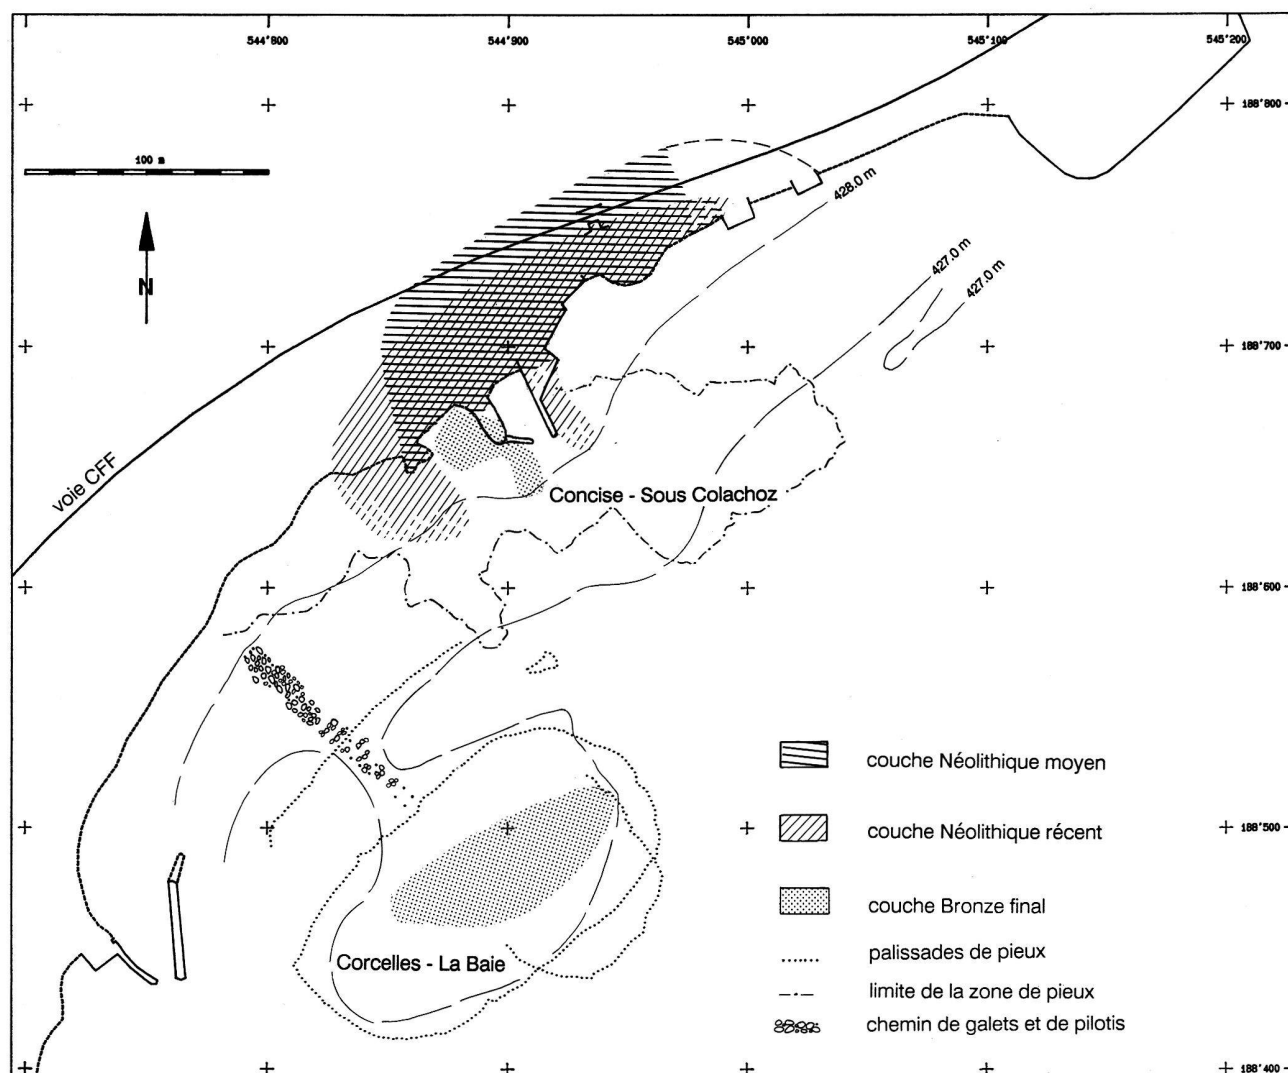 544'800 544'900 545'000 545'100 545'200
188'800
100 m
428.0 m
N
427.0 m
427.0 m
188'700
voie CFF
Concise - Sous Colachoz
188'600
couche Néolithique moyen
couche Néolithique récent
188'500
couche Bronze final
palissades de pieux
Corcelles - La Baie
limite de la zone de pieux
chemin de galets et de pilotis
188'400